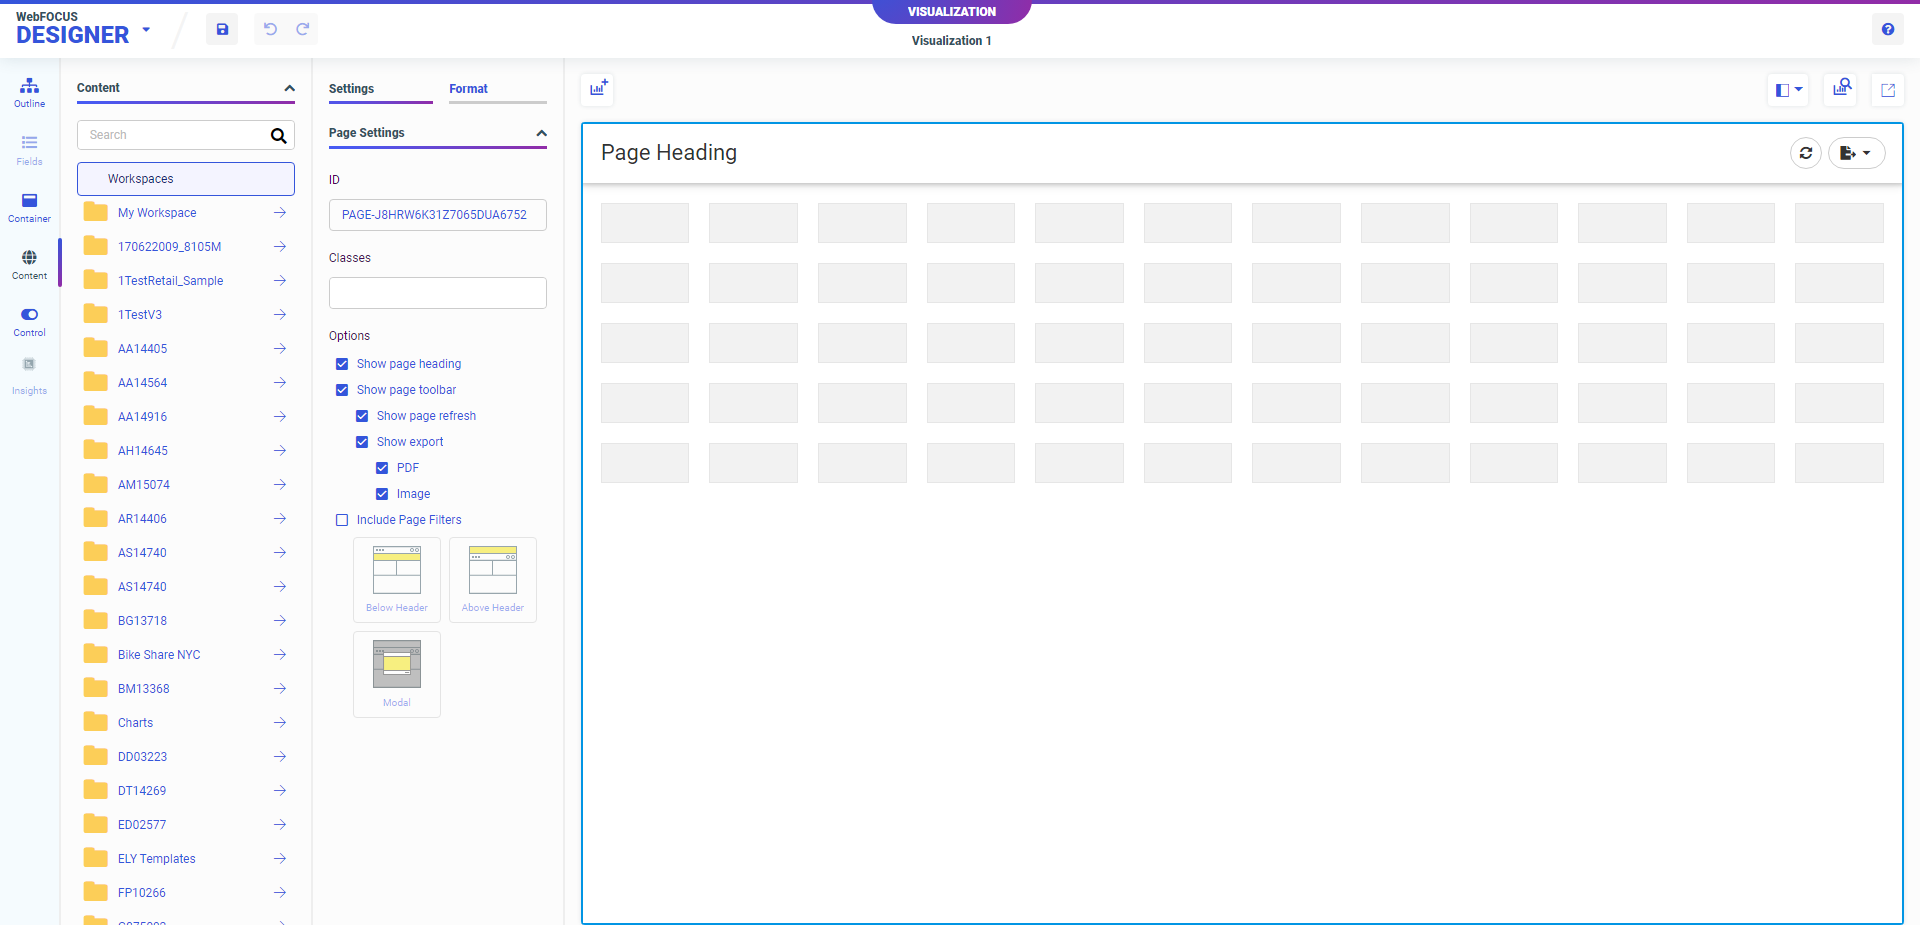 WebFOCUS
DESIGNER
VISUALIZATION
Visualization 1
Outline
Fields
Container
Content
Control
Insights
Content
Search
Workspaces
My Workspace
170622009_8105M
1TestRetail_Sample
1TestV3
AA14405
AA14564
AA14916
AH14645
AM15074
AR14406
AS14740
AS14740
BG13718
Bike Share NYC
BM13368
Charts
DD03223
DT14269
ED02577
ELY Templates
FP10266
Settings
Format
Page Settings
ID
PAGE-J8HRW6K31Z7065DUA6752
Classes
Options
Show page heading
Show page toolbar
Show page refresh
Show export
PDF
Image
Include Page Filters
Below Header
Above Header
Modal
Page Heading